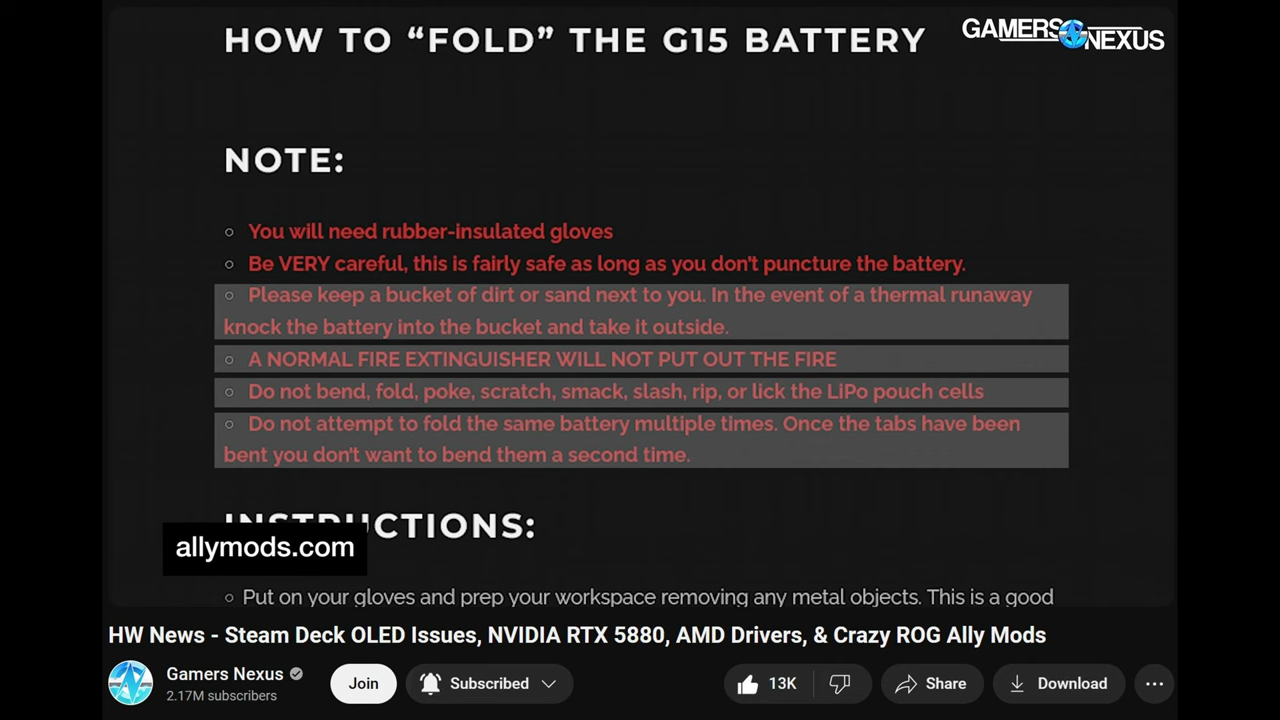 HOW TO “FOLD” THE G15 BATTERY
GAMERS NEXUS
NOTE:
You will need rubber-insulated gloves
Be VERY careful, this is fairly safe as long as you don’t puncture the battery.
Please keep a bucket of dirt or sand next to you. In the event of a thermal runaway
knock the battery into the bucket and take it outside.
A NORMAL FIRE EXTINGUISHER WILL NOT PUT OUT THE FIRE
Do not bend, fold, poke, scratch, smack, slash, rip, or lick the LiPo pouch cells
Do not attempt to fold the same battery multiple times. Once the tabs have been
bent you don’t want to bend them a second time.
INSTRUCTIONS:
allymods.com
Put on your gloves and prep your workspace removing any metal objects. This is a good
HW News - Steam Deck OLED Issues, NVIDIA RTX 5880, AMD Drivers, & Crazy ROG Ally Mods
Gamers Nexus
2.17M subscribers
Join
Subscribed
13K
Share
Download